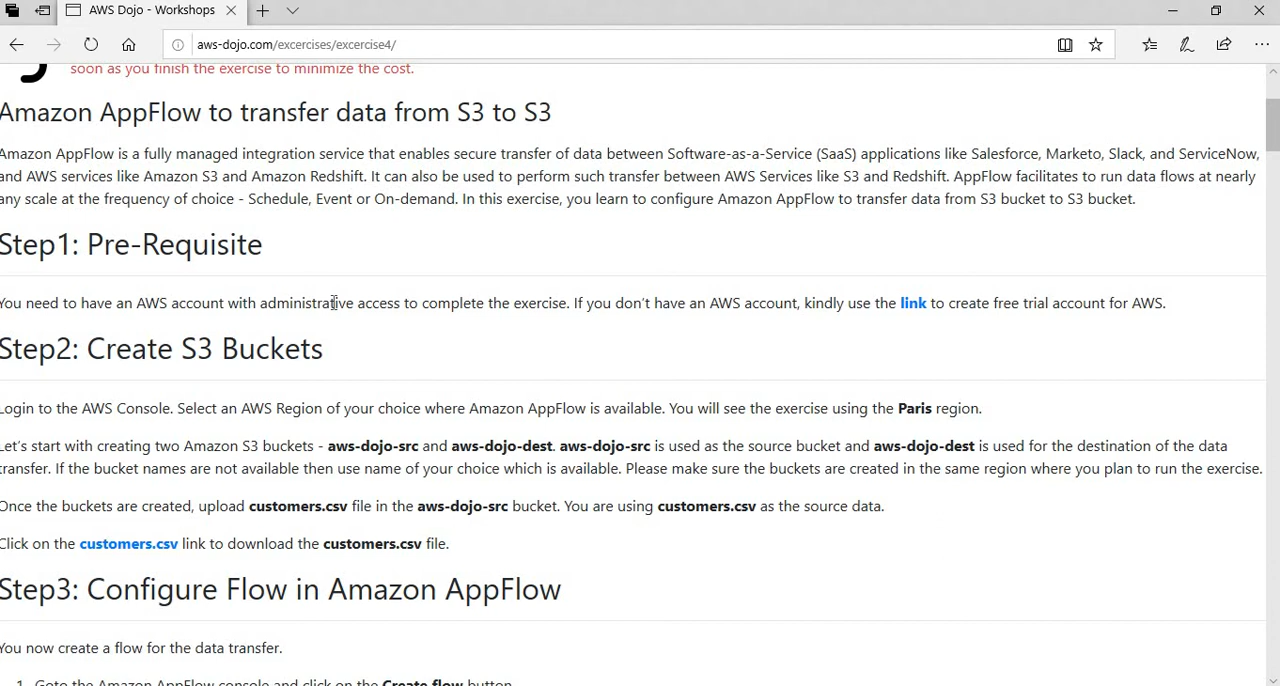 AWS Dojo - Workshops
aws-dojo.com/excercises/excercise4/
soon as you finish the exercise to minimize the cost.
Amazon AppFlow to transfer data from S3 to S3
Amazon AppFlow is a fully managed integration service that enables secure transfer of data between Software-as-a-Service (SaaS) applications like Salesforce, Marketo, Slack, and ServiceNow,
and AWS services like Amazon S3 and Amazon Redshift. It can also be used to perform such transfer between AWS Services like S3 and Redshift. AppFlow facilitates to run data flows at nearly
any scale at the frequency of choice - Schedule, Event or On-demand. In this exercise, you learn to configure Amazon AppFlow to transfer data from S3 bucket to S3 bucket.
Step1: Pre-Requisite
You need to have an AWS account with administrative access to complete the exercise. If you don't have an AWS account, kindly use the link to create free trial account for AWS.
Step2: Create S3 Buckets
Login to the AWS Console. Select an AWS Region of your choice where Amazon AppFlow is available. You will see the exercise using the Paris region.
Let's start with creating two Amazon S3 buckets - aws-dojo-src and aws-dojo-dest. aws-dojo-src is used as the source bucket and aws-dojo-dest is used for the destination of the data
transfer. If the bucket names are not available then use name of your choice which is available. Please make sure the buckets are created in the same region where you plan to run the exercise.
Once the buckets are created, upload customers.csv file in the aws-dojo-src bucket. You are using customers.csv as the source data.
Click on the customers.csv link to download the customers.csv file.
Step3: Configure Flow in Amazon AppFlow
You now create a flow for the data transfer.
1. Goto the Amazon AppFlow console and click on the Create flow button.